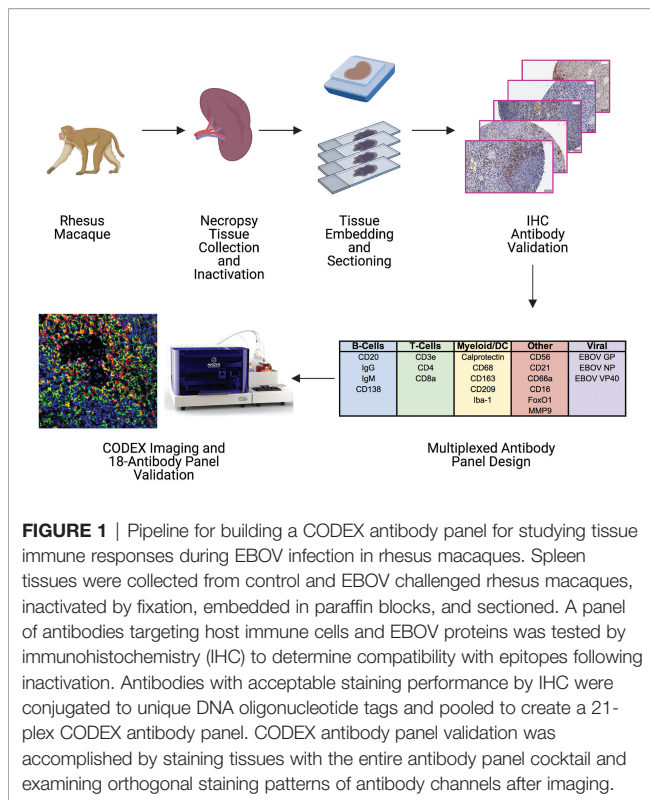 Rhesus
Macaque
Necropsy
Tissue
Collection
and
Inactivation
Tissue
Embedding
and
Sectioning
IHC
Antibody
Validation
B-Cells T-Cells Myeloid/DC Other Viral
CD20 CD3e Calprotectin CD56 EBOV GP
IgG CD4 CD68 CD21 EBOV NP
IgM CD8a CD163 CD66a EBOV VP40
CD138 CD209 CD16
Iba-1 FoxO1
MMP9
CODEX Imaging and
18-Antibody Panel
Validation
Multiplexed Antibody
Panel Design
FIGURE 1 | Pipeline for building a CODEX antibody panel for studying tissue
immune responses during EBOV infection in rhesus macaques. Spleen
tissues were collected from control and EBOV challenged rhesus macaques,
inactivated by fixation, embedded in paraffin blocks, and sectioned. A panel
of antibodies targeting host immune cells and EBOV proteins was tested by
immunohistochemistry (IHC) to determine compatibility with epitopes following
inactivation. Antibodies with acceptable staining performance by IHC were
conjugated to unique DNA oligonucleotide tags and pooled to create a 21-
plex CODEX antibody panel. CODEX antibody panel validation was
accomplished by staining tissues with the entire antibody panel cocktail and
examining orthogonal staining patterns of antibody channels after imaging.